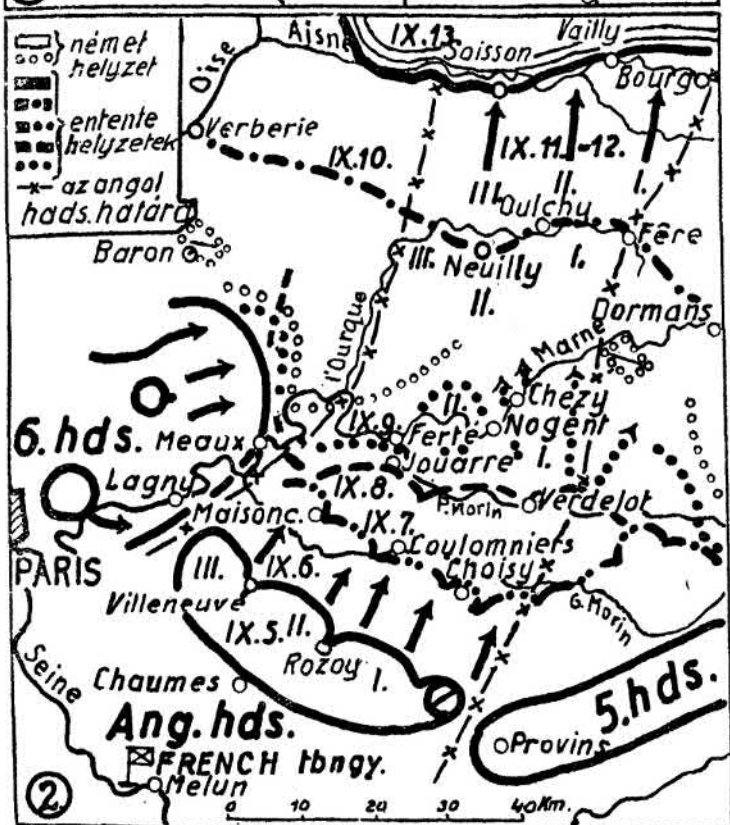 német
helyzet
entente
helyzetek
az angol
hads. határa
Aisne
IX.13.
Soisson
Vailly
Bourg
Oise
Verberie
IX.10.
IX.11.-12.
III.
II.
I.
Oulchy
Fêre
Baron
III.
Neuilly
I.
II.
Dormans
l'Ourque
Marne
Chezy
II.
IX.9.
Ferté
Nogent
6. hds.
Meaux
Jouarre
I.
Lagny
IX.8.
P. Morin
Verdelot
Maisonc.
IX.7.
PARIS
Coulomniers
Choisy
III.
IX.6.
G. Morin
Villeneuve
IX.5.
II.
Rozoy
I.
Seine
Chaumes
5. hds.
Ang. hds.
Provins
FRENCH tbngy.
Melun
2.
0 10 20 30 40 Km.